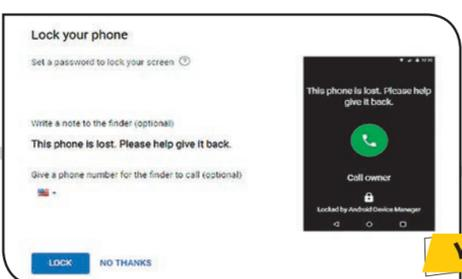 Lock your phone
Set a password to lock your screen
Write a note to the finder (optional)
This phone is lost. Please help give it back.
Give a phone number for the finder to call (optional)
LOCK NO THANKS
This phone is lost. Please help
give it back.
Call owner
Locked by Android Device Manager